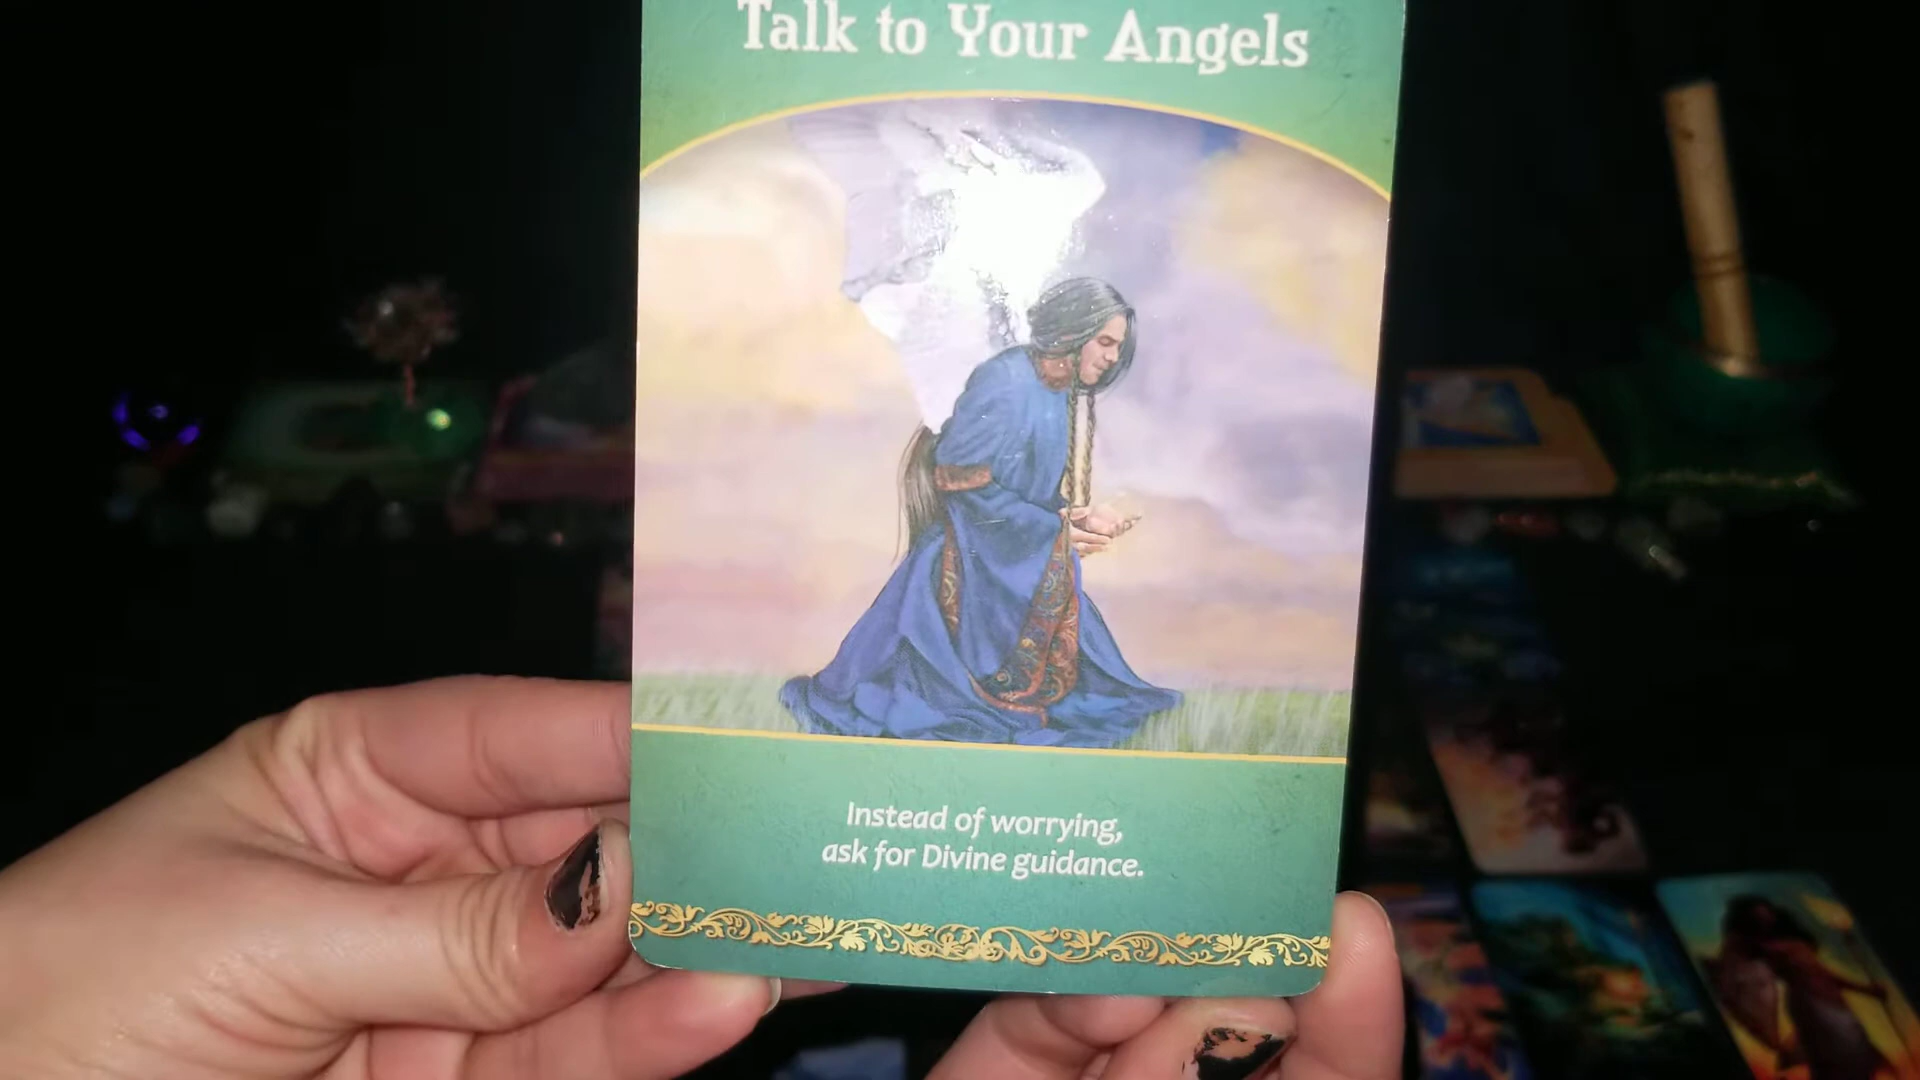 Talk to Your Angels
Instead of worrying,
ask for Divine guidance.